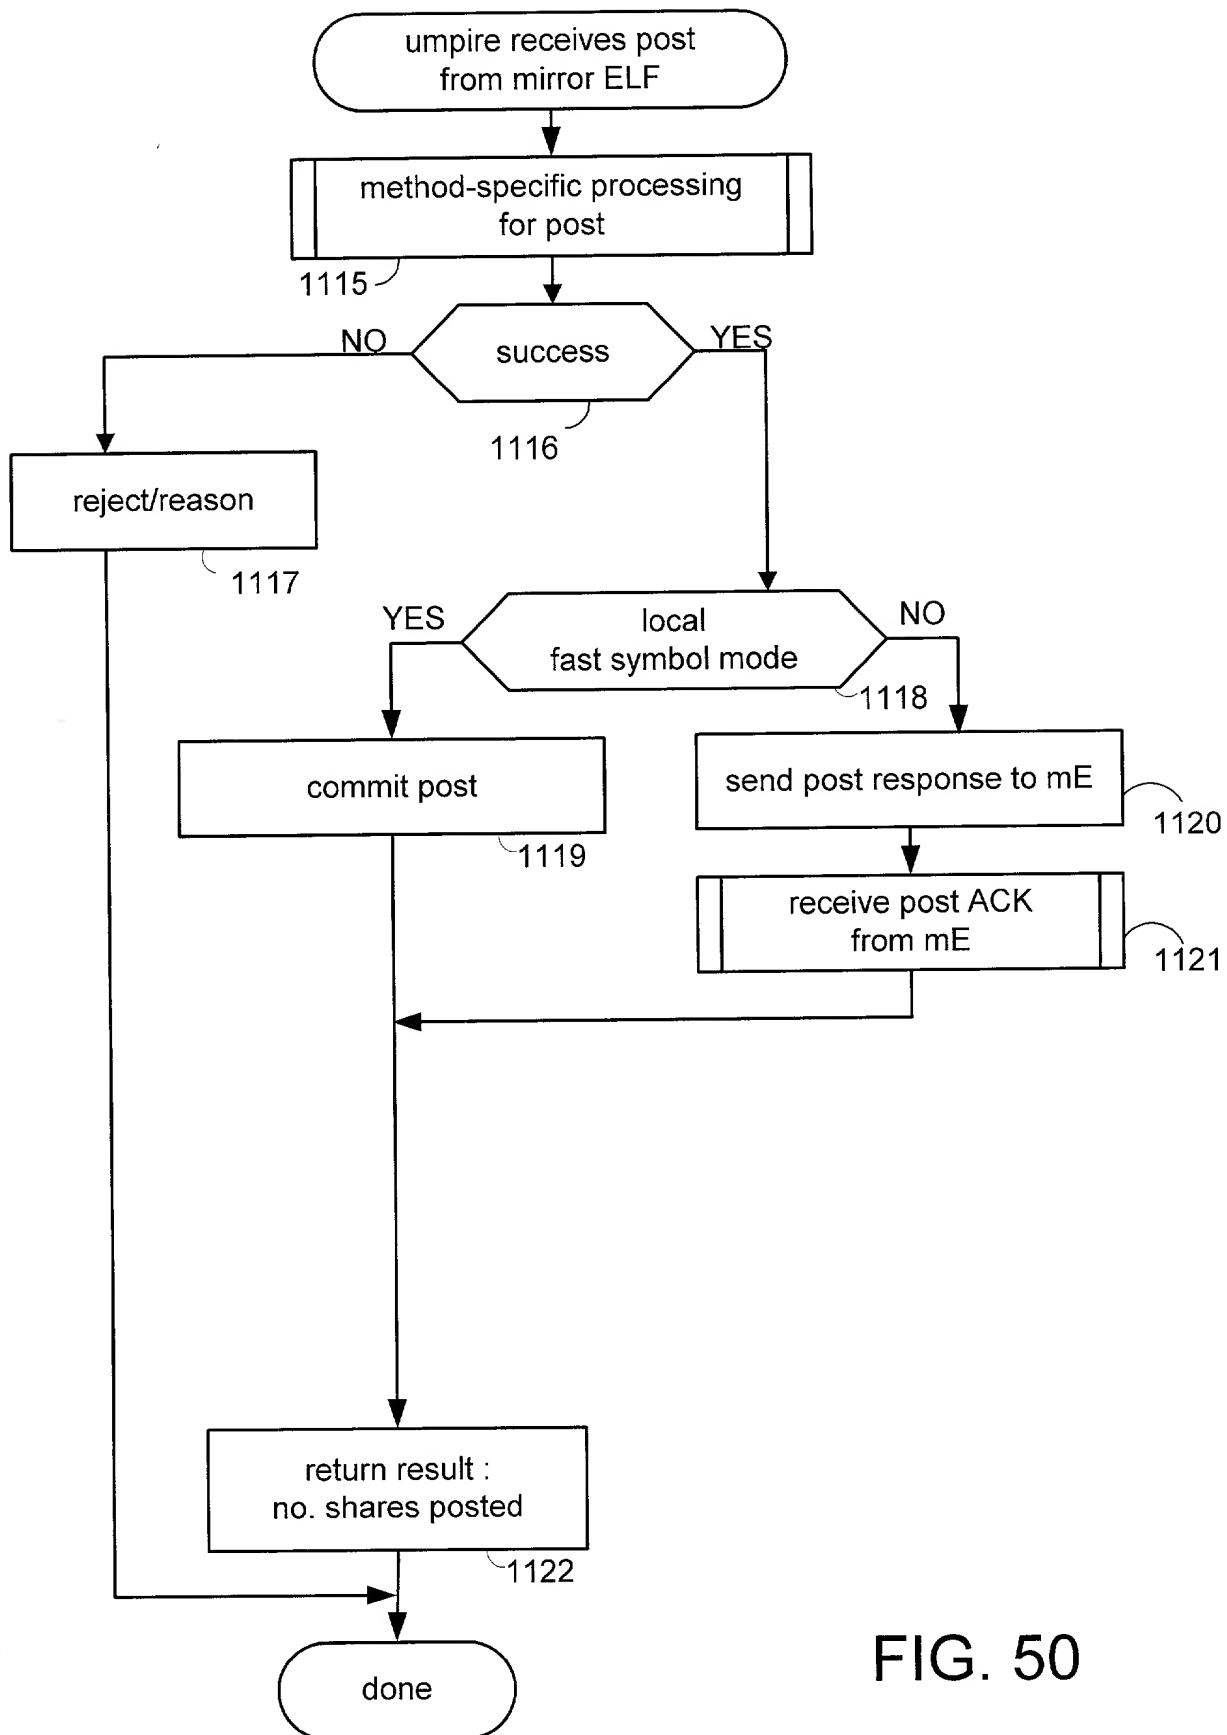 umpire receives post
from mirror ELF
method-specific processing
for post
1115
NO
YES
success
1116
reject/reason
1117
YES
NO
local
fast symbol mode
1118
commit post
1119
send post response to mE
1120
receive post ACK
from mE
1121
return result :
no. shares posted
1122
done
FIG. 50